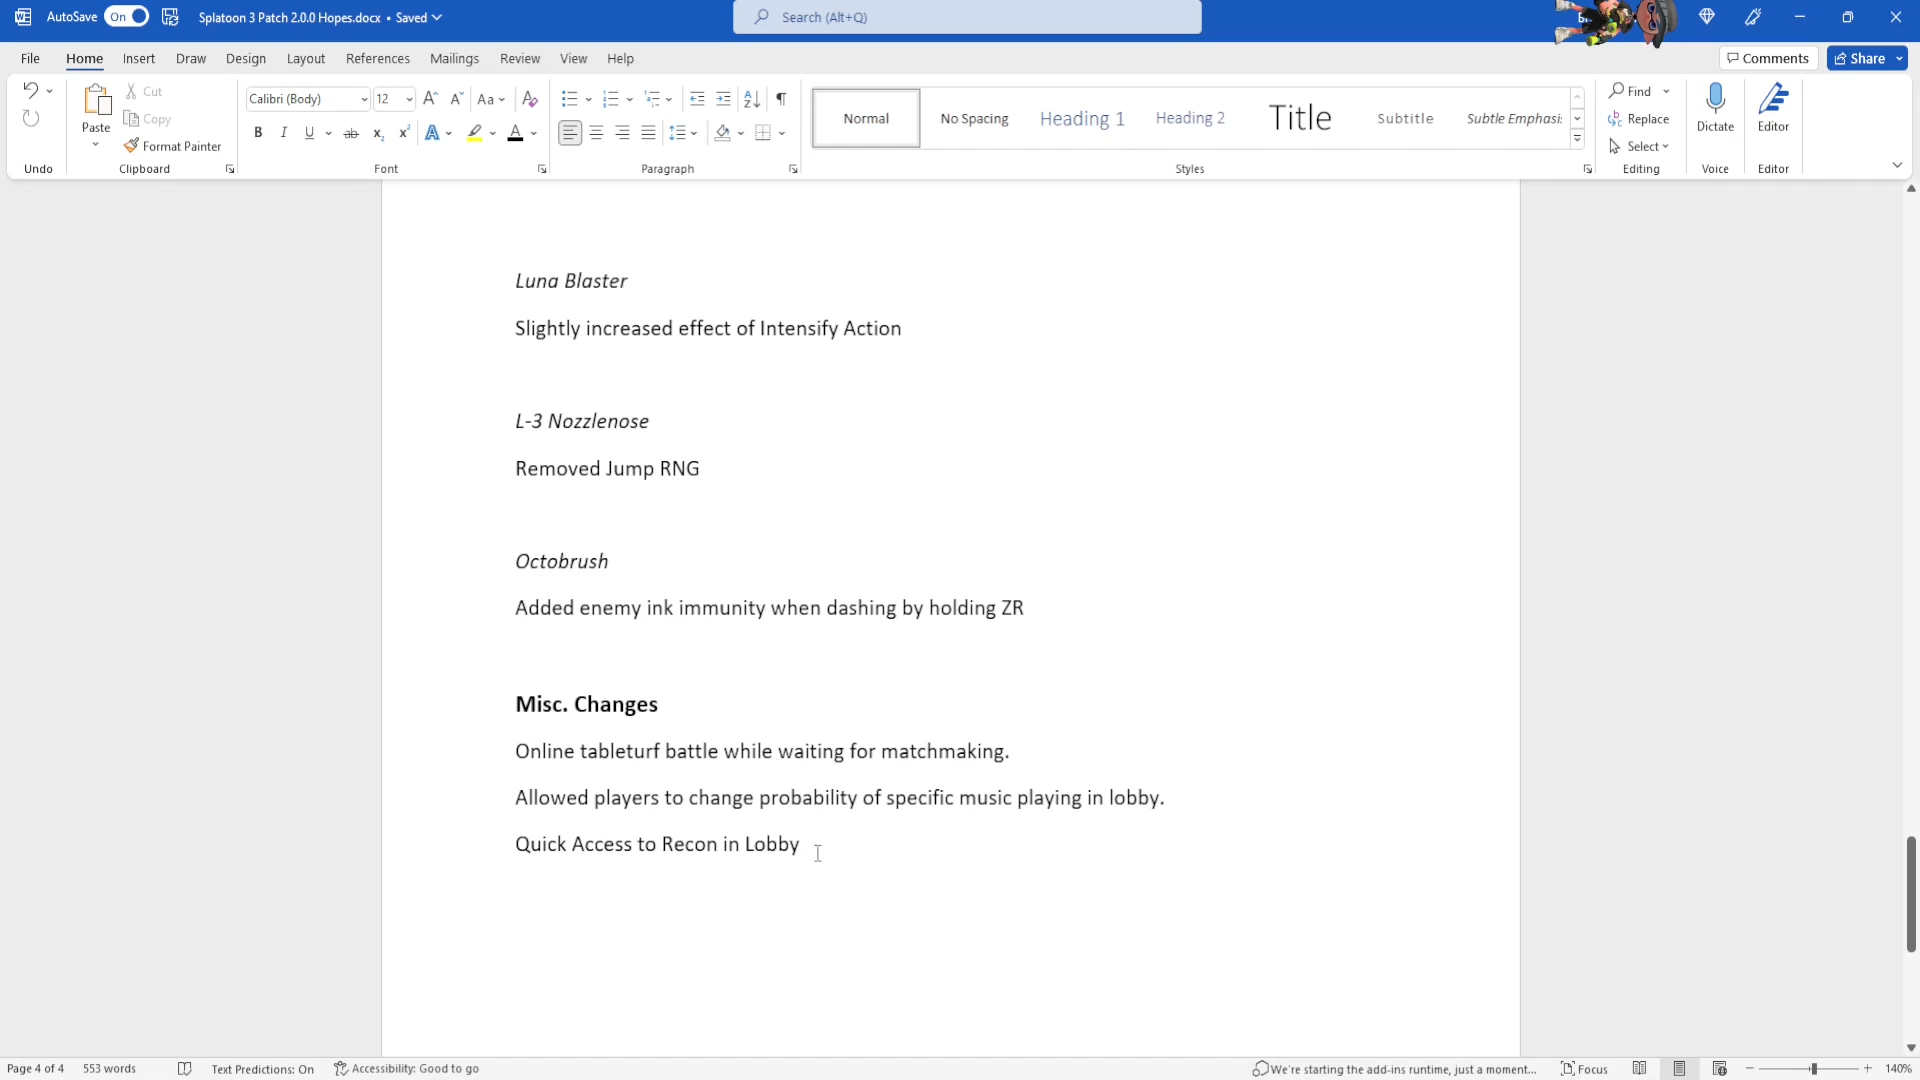 AutoSave On Splatoon 3 Patch 2.0.0 Hopes.docx • Saved Search (Alt+Q)
File Home Insert Draw Design Layout References Mailings Review View Help Comments Share
Cut Calibri (Body) 12 Aa Find
Paste Copy Normal No Spacing Heading 1 Heading 2 Title Subtitle Subtle Emphasi: Replace Dictate Editor
Format Painter B I U ab x₂ x² A A Select
Undo Clipboard Font Paragraph Styles Editing Voice Editor
Luna Blaster
Slightly increased effect of Intensify Action
L-3 Nozzlenose
Removed Jump RNG
Octobrush
Added enemy ink immunity when dashing by holding ZR
Misc. Changes
Online tableturf battle while waiting for matchmaking.
Allowed players to change probability of specific music playing in lobby.
Quick Access to Recon in Lobby
Page 4 of 4 553 words Text Predictions: On Accessibility: Good to go We're starting the add-ins runtime, just a moment... Focus 140%